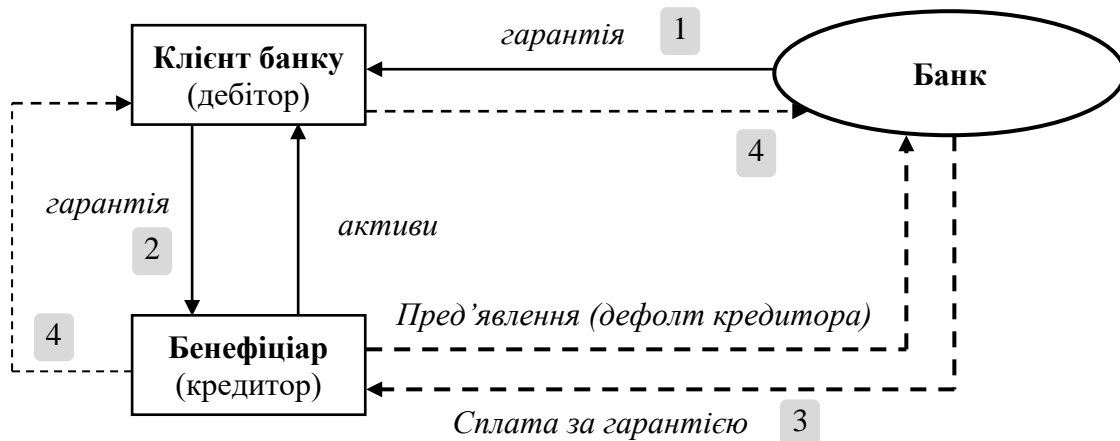 гарантія 1
Клієнт банку
(дебітор)
Банк
4
гарантія
2
активи
4
Пред’явлення (дефолт кредитора)
Бенефіціар
(кредитор)
Сплата за гарантією 3